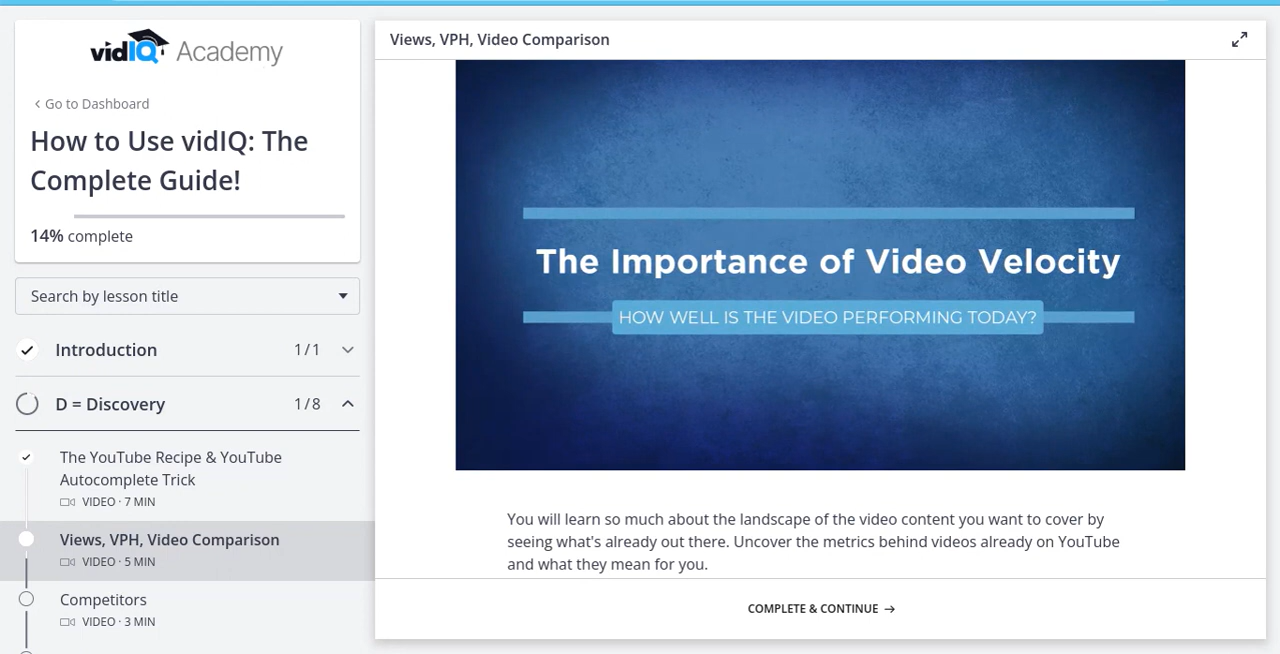 vidIQ Academy
Go to Dashboard
How to Use vidIQ: The
Complete Guide!
14% complete
Search by lesson title
Introduction 1/1
D = Discovery 1/8
The YouTube Recipe & YouTube
Autocomplete Trick
VIDEO · 7 MIN
Views, VPH, Video Comparison
VIDEO · 5 MIN
Competitors
VIDEO · 3 MIN
Views, VPH, Video Comparison
The Importance of Video Velocity
HOW WELL IS THE VIDEO PERFORMING TODAY?
You will learn so much about the landscape of the video content you want to cover by
seeing what's already out there. Uncover the metrics behind videos already on YouTube
and what they mean for you.
COMPLETE & CONTINUE →